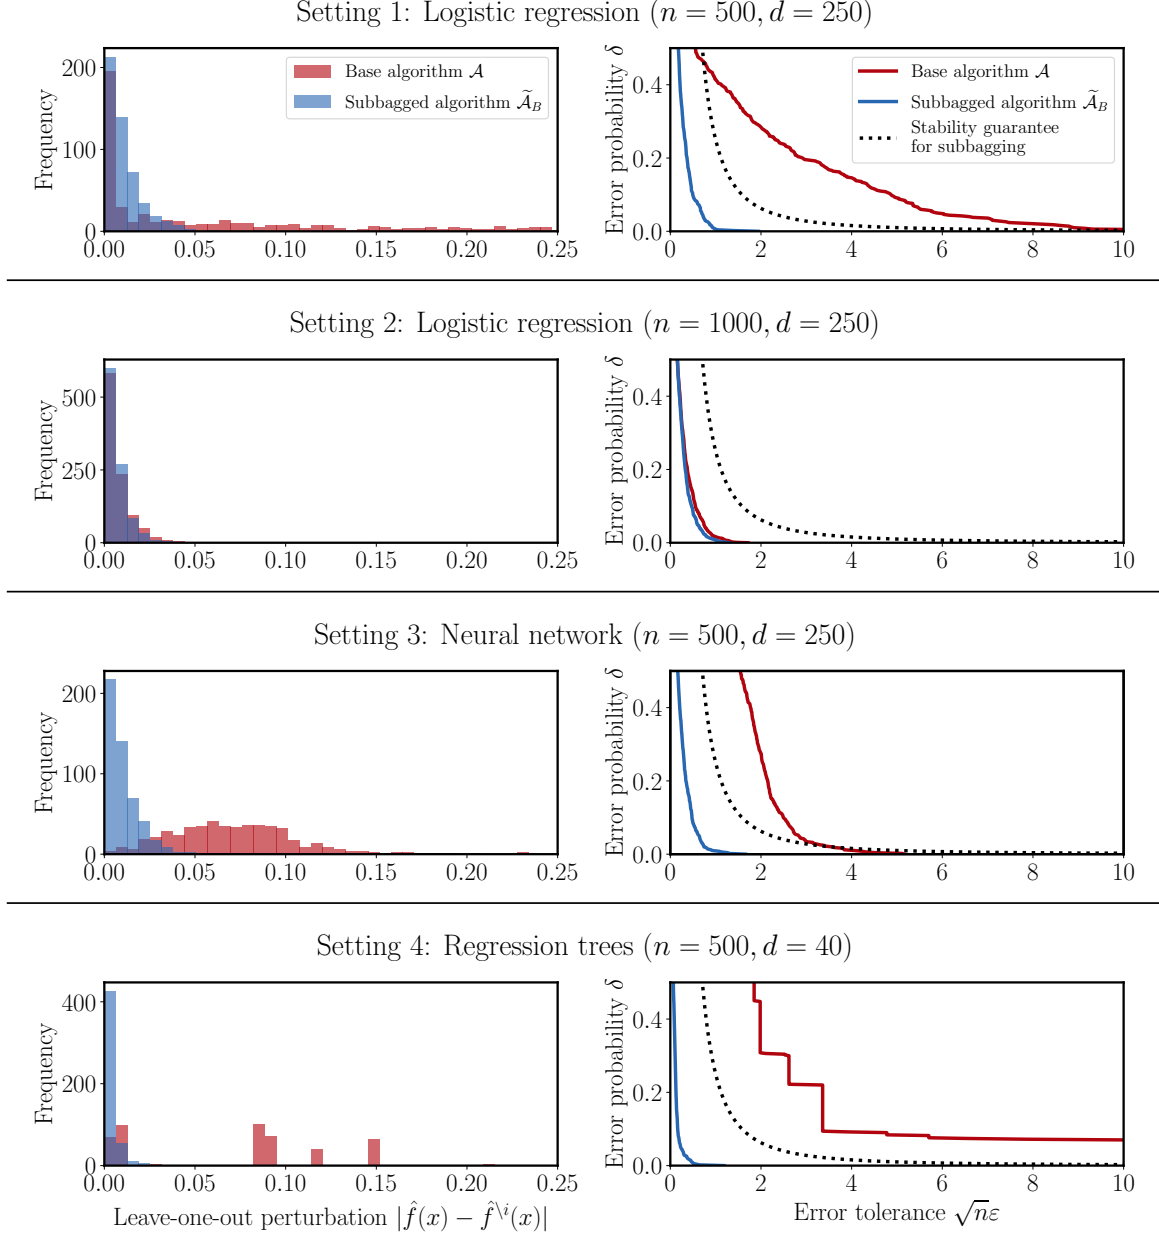 Setting 1: Logistic regression (n = 500, d = 250)
Frequency
200
100
0
0.00 0.05 0.10 0.15 0.20 0.25
Base algorithm 𝒜
Subbagged algorithm 𝒜̃_B
Error probability δ
0.4
0.2
0.0
0 2 4 6 8 10
Base algorithm 𝒜
Subbagged algorithm 𝒜̃_B
Stability guarantee
for subbagging
Setting 2: Logistic regression (n = 1000, d = 250)
Frequency
500
250
0
0.00 0.05 0.10 0.15 0.20 0.25
Error probability δ
0.4
0.2
0.0
0 2 4 6 8 10
Setting 3: Neural network (n = 500, d = 250)
Frequency
200
100
0
0.00 0.05 0.10 0.15 0.20 0.25
Error probability δ
0.4
0.2
0.0
0 2 4 6 8 10
Setting 4: Regression trees (n = 500, d = 40)
Frequency
400
200
0
0.00 0.05 0.10 0.15 0.20 0.25
Leave-one-out perturbation |f̂(x) − f̂^{\i}(x)|
Error probability δ
0.4
0.2
0.0
0 2 4 6 8 10
Error tolerance √nε